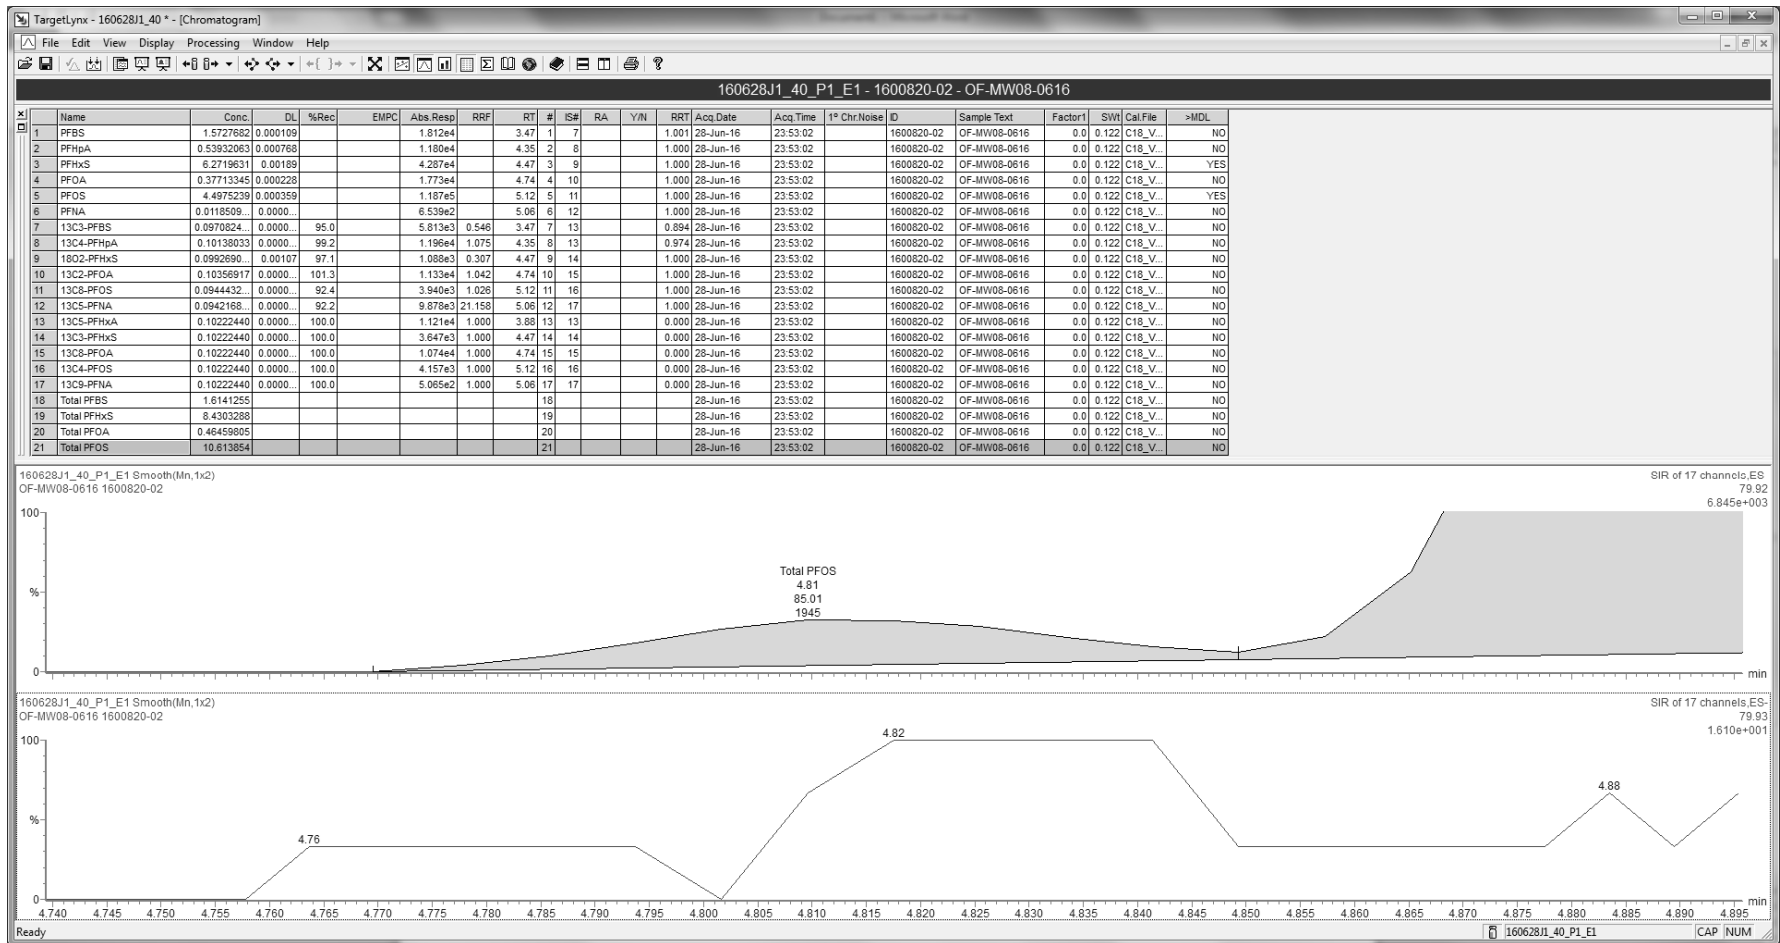 TargetLynx - 160628J1_40 * - [Chromatogram]
File Edit View Display Processing Window Help
160628J1_40_P1_E1 - 1600820-02 - OF-MW08-0616
Name Conc. DL %Rec EMPC Abs.Resp RRF RT # IS# RA Y/N RRT Acq.Date Acq.Time 1º Chr.Noise ID Sample Text Factor1 SWt Cal.File >MDL
1 PFBS 1.5727682 0.000109 1.812e4 3.47 1 7 1.001 28-Jun-16 23:53:02 1600820-02 OF-MW08-0616 0.0 0.122 C18_V... NO
2 PFHpA 0.53932063 0.000768 1.180e4 4.35 2 8 1.000 28-Jun-16 23:53:02 1600820-02 OF-MW08-0616 0.0 0.122 C18_V... NO
3 PFHxS 6.2719631 0.00189 4.287e4 4.47 3 9 1.000 28-Jun-16 23:53:02 1600820-02 OF-MW08-0616 0.0 0.122 C18_V... YES
4 PFOA 0.37713345 0.000228 1.773e4 4.74 4 10 1.000 28-Jun-16 23:53:02 1600820-02 OF-MW08-0616 0.0 0.122 C18_V... NO
5 PFOS 4.4975239 0.000359 1.187e5 5.12 5 11 1.000 28-Jun-16 23:53:02 1600820-02 OF-MW08-0616 0.0 0.122 C18_V... YES
6 PFNA 0.0118509... 0.0000... 6.539e2 5.06 6 12 1.000 28-Jun-16 23:53:02 1600820-02 OF-MW08-0616 0.0 0.122 C18_V... NO
7 13C3-PFBS 0.0970824... 0.0000... 95.0 5.813e3 0.546 3.47 7 13 0.894 28-Jun-16 23:53:02 1600820-02 OF-MW08-0616 0.0 0.122 C18_V... NO
8 13C4-PFHpA 0.10138033 0.0000... 99.2 1.196e4 1.075 4.35 8 13 0.974 28-Jun-16 23:53:02 1600820-02 OF-MW08-0616 0.0 0.122 C18_V... NO
9 18O2-PFHxS 0.0992690... 0.00107 97.1 1.088e3 0.307 4.47 9 14 1.000 28-Jun-16 23:53:02 1600820-02 OF-MW08-0616 0.0 0.122 C18_V... NO
10 13C2-PFOA 0.10356917 0.0000... 101.3 1.133e4 1.042 4.74 10 15 1.000 28-Jun-16 23:53:02 1600820-02 OF-MW08-0616 0.0 0.122 C18_V... NO
11 13C8-PFOS 0.0944432... 0.0000... 92.4 3.940e3 1.026 5.12 11 16 1.000 28-Jun-16 23:53:02 1600820-02 OF-MW08-0616 0.0 0.122 C18_V... NO
12 13C5-PFNA 0.0942168... 0.0000... 92.2 9.878e3 21.158 5.06 12 17 1.000 28-Jun-16 23:53:02 1600820-02 OF-MW08-0616 0.0 0.122 C18_V... NO
13 13C5-PFHxA 0.10222440 0.0000... 100.0 1.121e4 1.000 3.88 13 13 0.000 28-Jun-16 23:53:02 1600820-02 OF-MW08-0616 0.0 0.122 C18_V... NO
14 13C3-PFHxS 0.10222440 0.0000... 100.0 3.647e3 1.000 4.47 14 14 0.000 28-Jun-16 23:53:02 1600820-02 OF-MW08-0616 0.0 0.122 C18_V... NO
15 13C8-PFOA 0.10222440 0.0000... 100.0 1.074e4 1.000 4.74 15 15 0.000 28-Jun-16 23:53:02 1600820-02 OF-MW08-0616 0.0 0.122 C18_V... NO
16 13C4-PFOS 0.10222440 0.0000... 100.0 4.157e3 1.000 5.12 16 16 0.000 28-Jun-16 23:53:02 1600820-02 OF-MW08-0616 0.0 0.122 C18_V... NO
17 13C9-PFNA 0.10222440 0.0000... 100.0 5.065e2 1.000 5.06 17 17 0.000 28-Jun-16 23:53:02 1600820-02 OF-MW08-0616 0.0 0.122 C18_V... NO
18 Total PFBS 1.6141255 18 28-Jun-16 23:53:02 1600820-02 OF-MW08-0616 0.0 0.122 C18_V... NO
19 Total PFHxS 8.4303288 19 28-Jun-16 23:53:02 1600820-02 OF-MW08-0616 0.0 0.122 C18_V... NO
20 Total PFOA 0.46459805 20 28-Jun-16 23:53:02 1600820-02 OF-MW08-0616 0.0 0.122 C18_V... NO
21 Total PFOS 10.613854 21 28-Jun-16 23:53:02 1600820-02 OF-MW08-0616 0.0 0.122 C18_V... NO
160628J1_40_P1_E1 Smooth(Mn,1x2) SIR of 17 channels,ES-
OF-MW08-0616 1600820-02 79.92
6.845e+003
100
Total PFOS
4.81
85.01
1945
%
0
min
160628J1_40_P1_E1 Smooth(Mn,1x2) SIR of 17 channels,ES-
OF-MW08-0616 1600820-02 79.93
1.610e+001
100
4.82
4.88
%
4.76
0
min
4.740 4.745 4.750 4.755 4.760 4.765 4.770 4.775 4.780 4.785 4.790 4.795 4.800 4.805 4.810 4.815 4.820 4.825 4.830 4.835 4.840 4.845 4.850 4.855 4.860 4.865 4.870 4.875 4.880 4.885 4.890 4.895
Ready 160628J1_40_P1_E1 CAP NUM